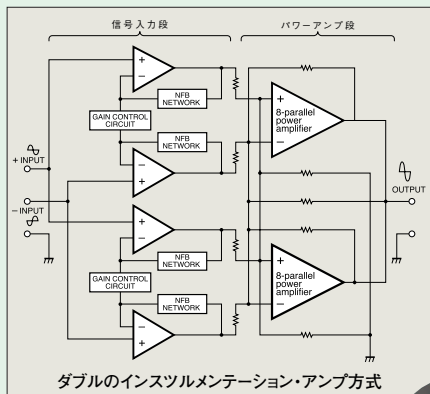 信号入力段
パワーアンプ段
+
−
NFB
NETWORK
GAIN CONTROL
CIRCUIT
NFB
NETWORK
−
+
+
−
8-parallel
power
amplifier
+ INPUT
− INPUT
OUTPUT
+
−
NFB
NETWORK
GAIN CONTROL
CIRCUIT
NFB
NETWORK
−
+
+
−
8-parallel
power
amplifier
ダブルのインスツルメンテーション・アンプ方式